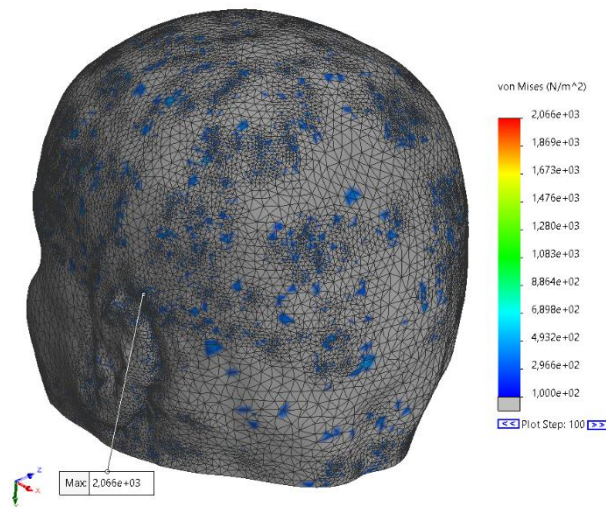 von Mises (N/m^2)
2,066e+03
1,869e+03
1,673e+03
1,476e+03
1,280e+03
1,083e+03
8,864e+02
6,898e+02
4,932e+02
2,966e+02
1,000e+02
<< Plot Step: 100 >>
Max: 2,066e+03
z
x